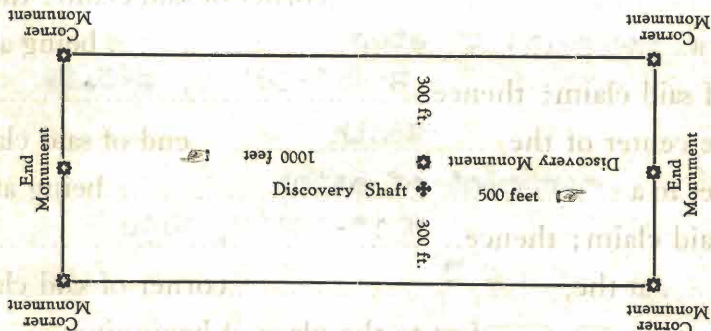 Corner
Monument
Corner
Monument
300 ft.
End
Monument
1000 feet
Discovery Monument
Discovery Shaft
500 feet
End
Monument
300 ft.
Corner
Monument
Corner
Monument